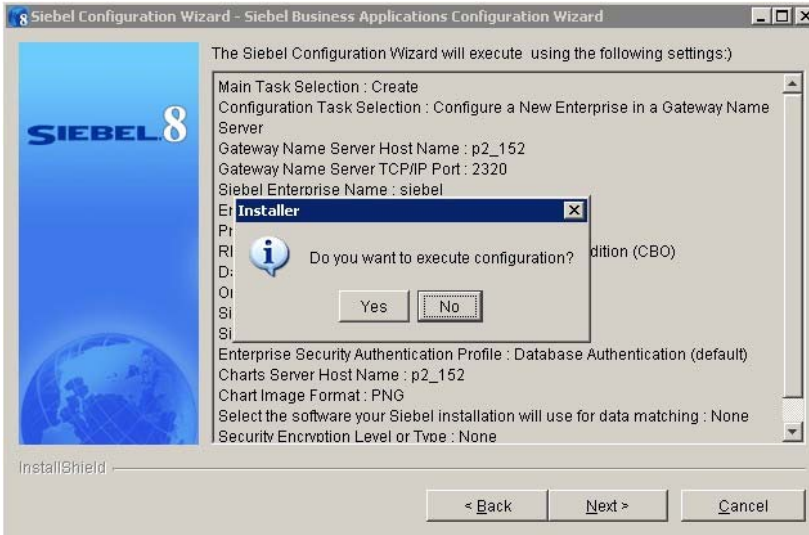 Siebel Configuration Wizard - Siebel Business Applications Configuration Wizard
The Siebel Configuration Wizard will execute using the following settings:)
SIEBEL.8
Main Task Selection : Create
Configuration Task Selection : Configure a New Enterprise in a Gateway Name
Server
Gateway Name Server Host Name : p2_152
Gateway Name Server TCP/IP Port : 2320
Siebel Enterprise Name : siebel
Installer
Do you want to execute configuration?
dition (CBO)
Yes
No
Enterprise Security Authentication Profile : Database Authentication (default)
Charts Server Host Name : p2_152
Chart Image Format : PNG
Select the software your Siebel installation will use for data matching : None
Security Encryption Level or Type : None
InstallShield
< Back
Next >
Cancel